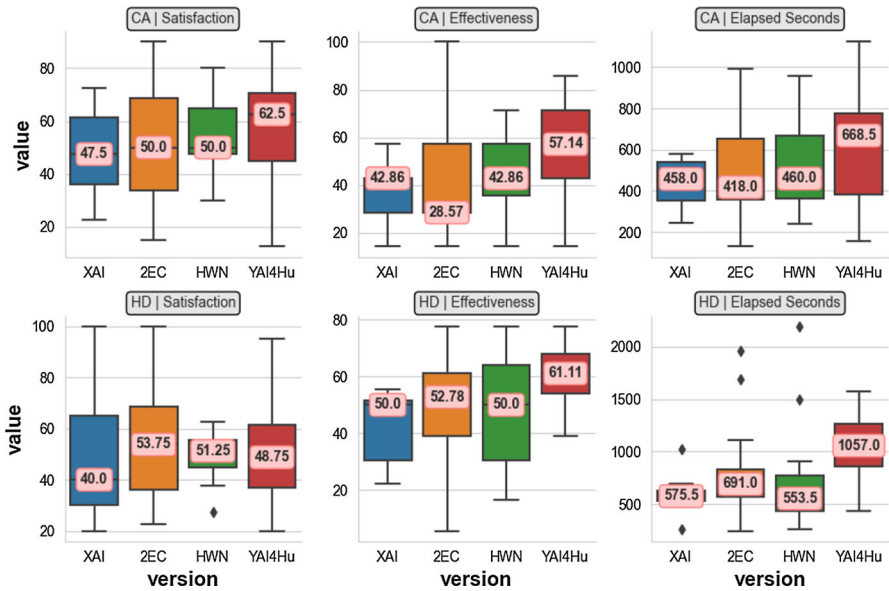 CA | Satisfaction
CA | Effectiveness
CA | Elapsed Seconds
value
80
60
40
20
47.5
50.0
50.0
62.5
XAI
2EC
HWN
YAI4Hu
100
80
60
40
20
42.86
28.57
42.86
57.14
XAI
2EC
HWN
YAI4Hu
1000
800
600
400
200
458.0
418.0
460.0
668.5
XAI
2EC
HWN
YAI4Hu
HD | Satisfaction
HD | Effectiveness
HD | Elapsed Seconds
value
100
80
60
40
20
40.0
53.75
51.25
48.75
XAI
2EC
HWN
YAI4Hu
version
80
60
40
20
50.0
52.78
50.0
61.11
XAI
2EC
HWN
YAI4Hu
version
2000
1500
1000
500
575.5
691.0
553.5
1057.0
XAI
2EC
HWN
YAI4Hu
version